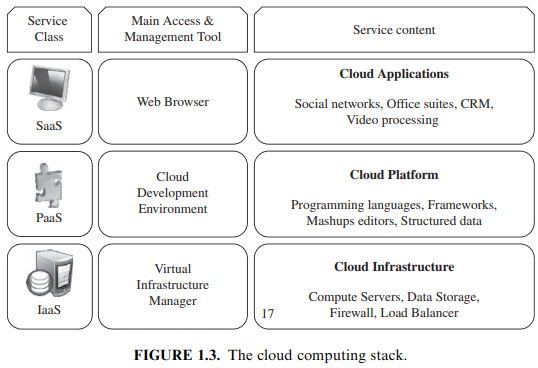 Service
Class
Main Access &
Management Tool
Service content
SaaS
Web Browser
Cloud Applications
Social networks, Office suites, CRM,
Video processing
PaaS
Cloud
Development
Environment
Cloud Platform
Programming languages, Frameworks,
Mashups editors, Structured data
IaaS
Virtual
Infrastructure
Manager
Cloud Infrastructure
Compute Servers, Data Storage,
Firewall, Load Balancer
17
FIGURE 1.3. The cloud computing stack.